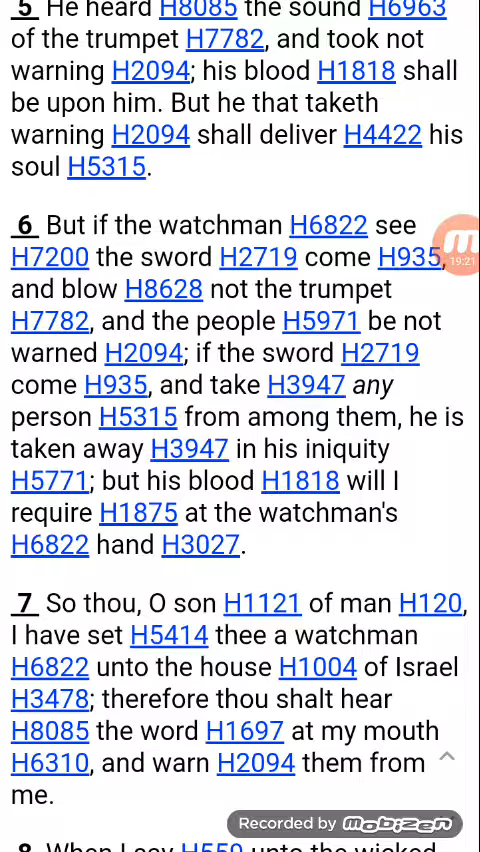 5 He heard H8085 the sound H6963
of the trumpet H7782, and took not
warning H2094; his blood H1818 shall
be upon him. But he that taketh
warning H2094 shall deliver H4422 his
soul H5315.
6 But if the watchman H6822 see
H7200 the sword H2719 come H935,
19:21
and blow H8628 not the trumpet
H7782, and the people H5971 be not
warned H2094; if the sword H2719
come H935, and take H3947 any
person H5315 from among them, he is
taken away H3947 in his iniquity
H5771; but his blood H1818 will I
require H1875 at the watchman's
H6822 hand H3027.
7 So thou, O son H1121 of man H120,
I have set H5414 thee a watchman
H6822 unto the house H1004 of Israel
H3478; therefore thou shalt hear
H8085 the word H1697 at my mouth
H6310, and warn H2094 them from
me.
Recorded by mobizen
8 When I say H559 unto the wicked